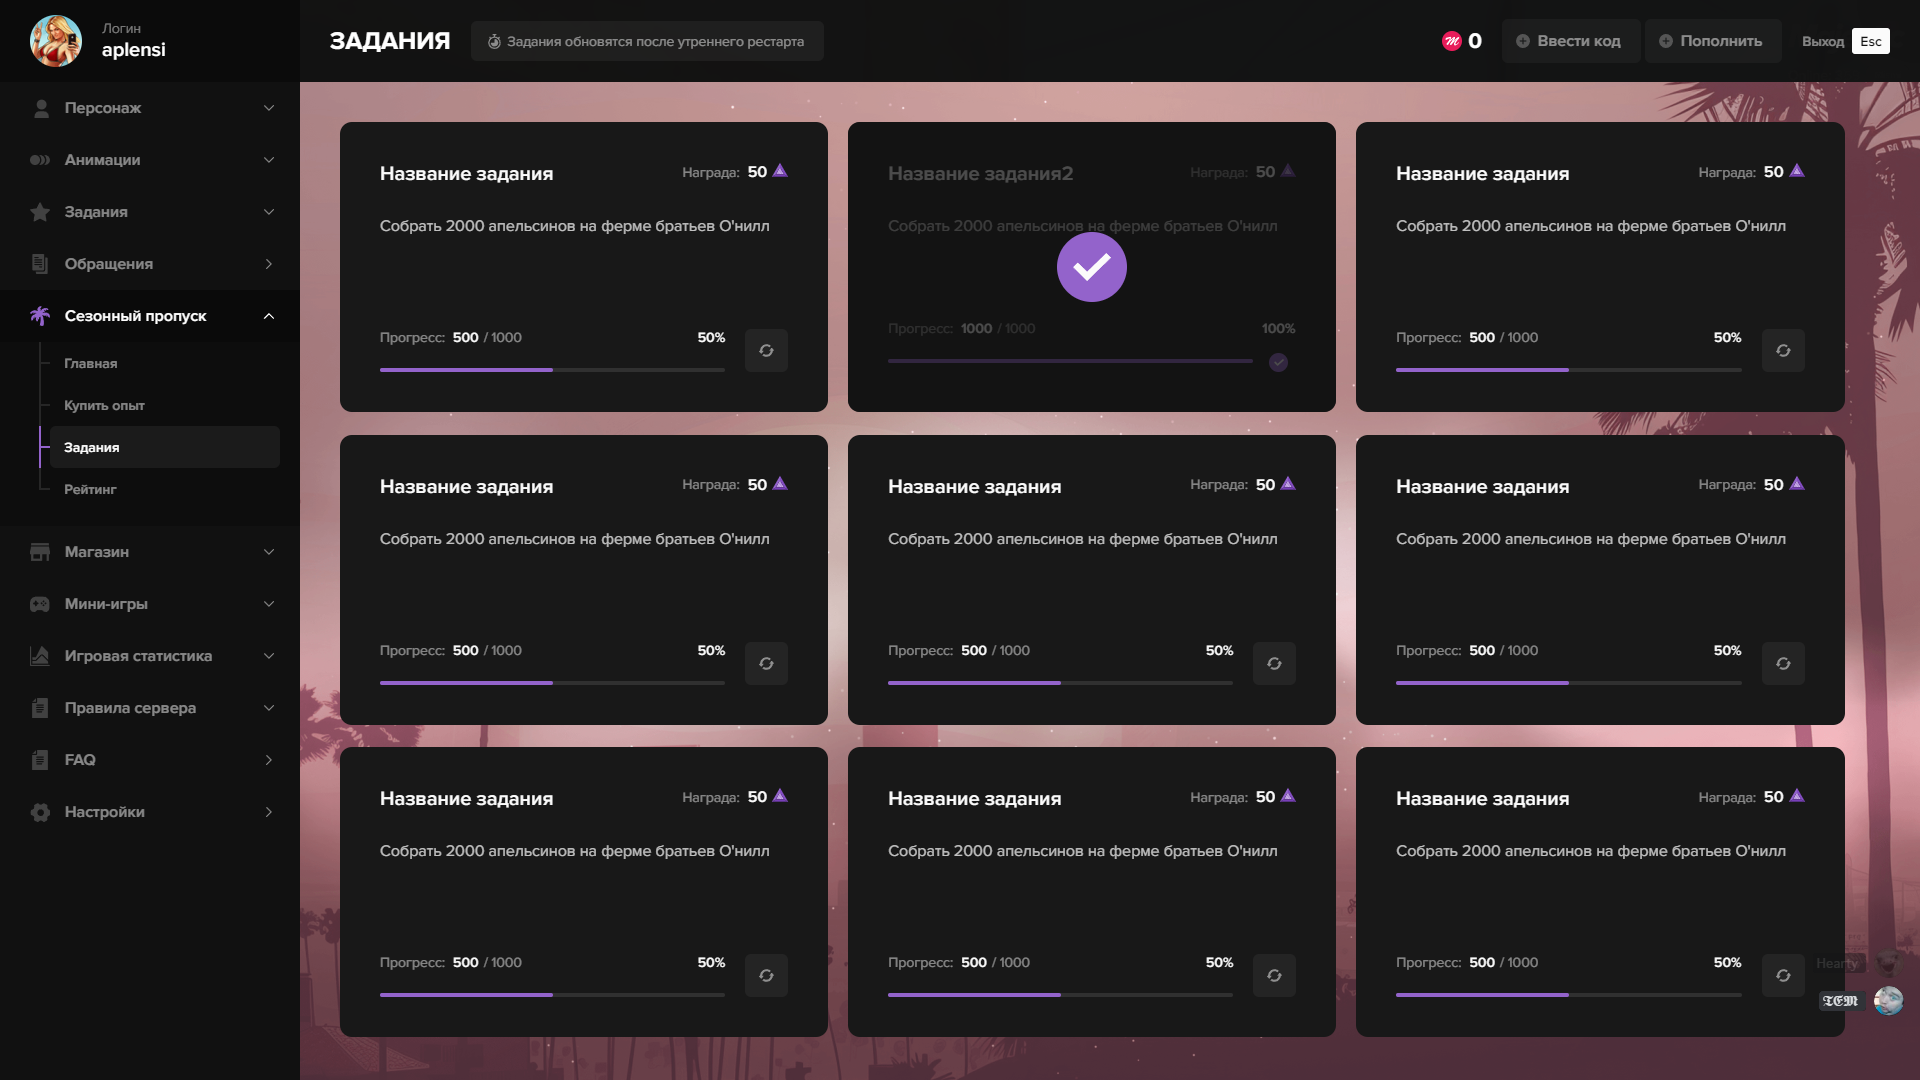 Логин
aplensi
ЗАДАНИЯ
Задания обновятся после утреннего рестарта
0
Ввести код
Пополнить
Выход
Esc
Персонаж
Анимации
Задания
Обращения
Сезонный пропуск
Главная
Купить опыт
Задания
Рейтинг
Магазин
Мини-игры
Игровая статистика
Правила сервера
FAQ
Настройки
Название задания
Награда: 50
Собрать 2000 апельсинов на ферме братьев О'нилл
Прогресс: 500 / 1000
50%
Название задания2
Награда: 50
Собрать 2000 апельсинов на ферме братьев О'нилл
Прогресс: 1000 / 1000
100%
Название задания
Награда: 50
Собрать 2000 апельсинов на ферме братьев О'нилл
Прогресс: 500 / 1000
50%
Название задания
Награда: 50
Собрать 2000 апельсинов на ферме братьев О'нилл
Прогресс: 500 / 1000
50%
Название задания
Награда: 50
Собрать 2000 апельсинов на ферме братьев О'нилл
Прогресс: 500 / 1000
50%
Название задания
Награда: 50
Собрать 2000 апельсинов на ферме братьев О'нилл
Прогресс: 500 / 1000
50%
Название задания
Награда: 50
Собрать 2000 апельсинов на ферме братьев О'нилл
Прогресс: 500 / 1000
50%
Название задания
Награда: 50
Собрать 2000 апельсинов на ферме братьев О'нилл
Прогресс: 500 / 1000
50%
Название задания
Награда: 50
Собрать 2000 апельсинов на ферме братьев О'нилл
Прогресс: 500 / 1000
50%